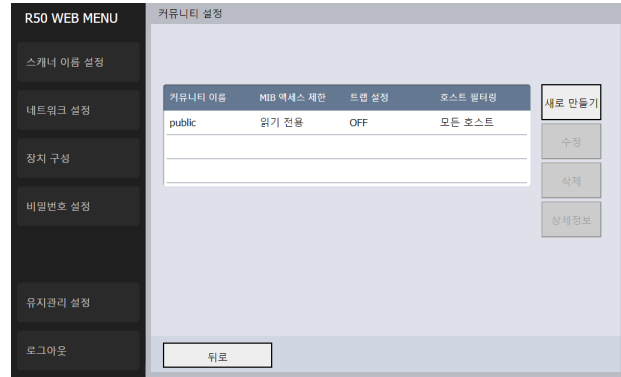 R50 WEB MENU
스캐너 이름 설정
네트워크 설정
장치 구성
비밀번호 설정
유지관리 설정
로그아웃
커뮤니티 설정
커뮤니티 이름 MIB 액세스 제한 트랩 설정 호스트 필터링
public 읽기 전용 OFF 모든 호스트
새로 만들기
수정
삭제
상세정보
뒤로